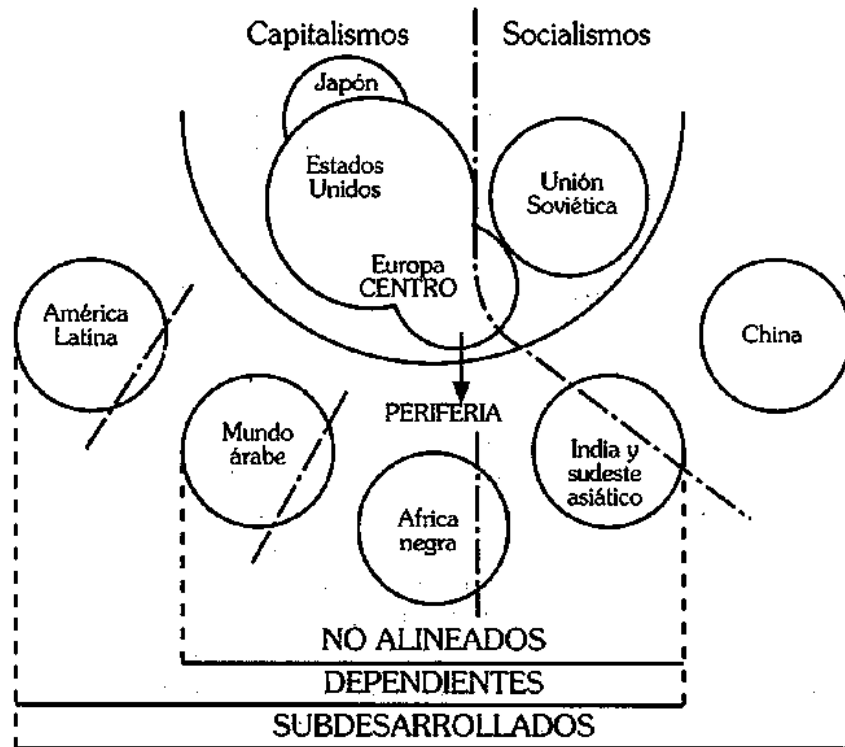 Capitalismos
Socialismos
Japón
Estados
Unidos
Unión
Soviética
Europa
CENTRO
América
Latina
China
PERIFERIA
Mundo
árabe
India y
sudeste
asiático
Africa
negra
NO ALINEADOS
DEPENDIENTES
SUBDESARROLLADOS